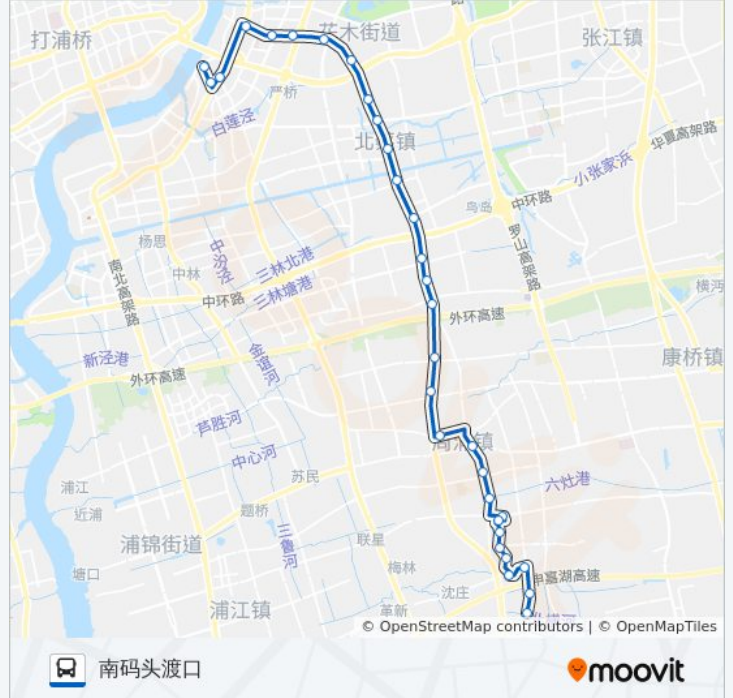 打浦桥
花木街道
张江镇
严桥
白莲泾
北蔡镇
华夏高架路
小张家浜
鸟岛
中环路
罗山高架路
杨思
中汾泾
三林北港
中林
南北高架路
三林塘港
中环路
横沔
外环高速
新泾港
金谊河
康桥镇
外环高速
芦胜河
周浦镇
中心河
苏民
六灶港
浦江
题桥
近浦
三鲁河
浦锦街道
联星
梅林
塘口
申嘉湖高速
沈庄
浦江镇
革新
© OpenStreetMap contributors | © OpenMapTiles
南码头渡口
moovit